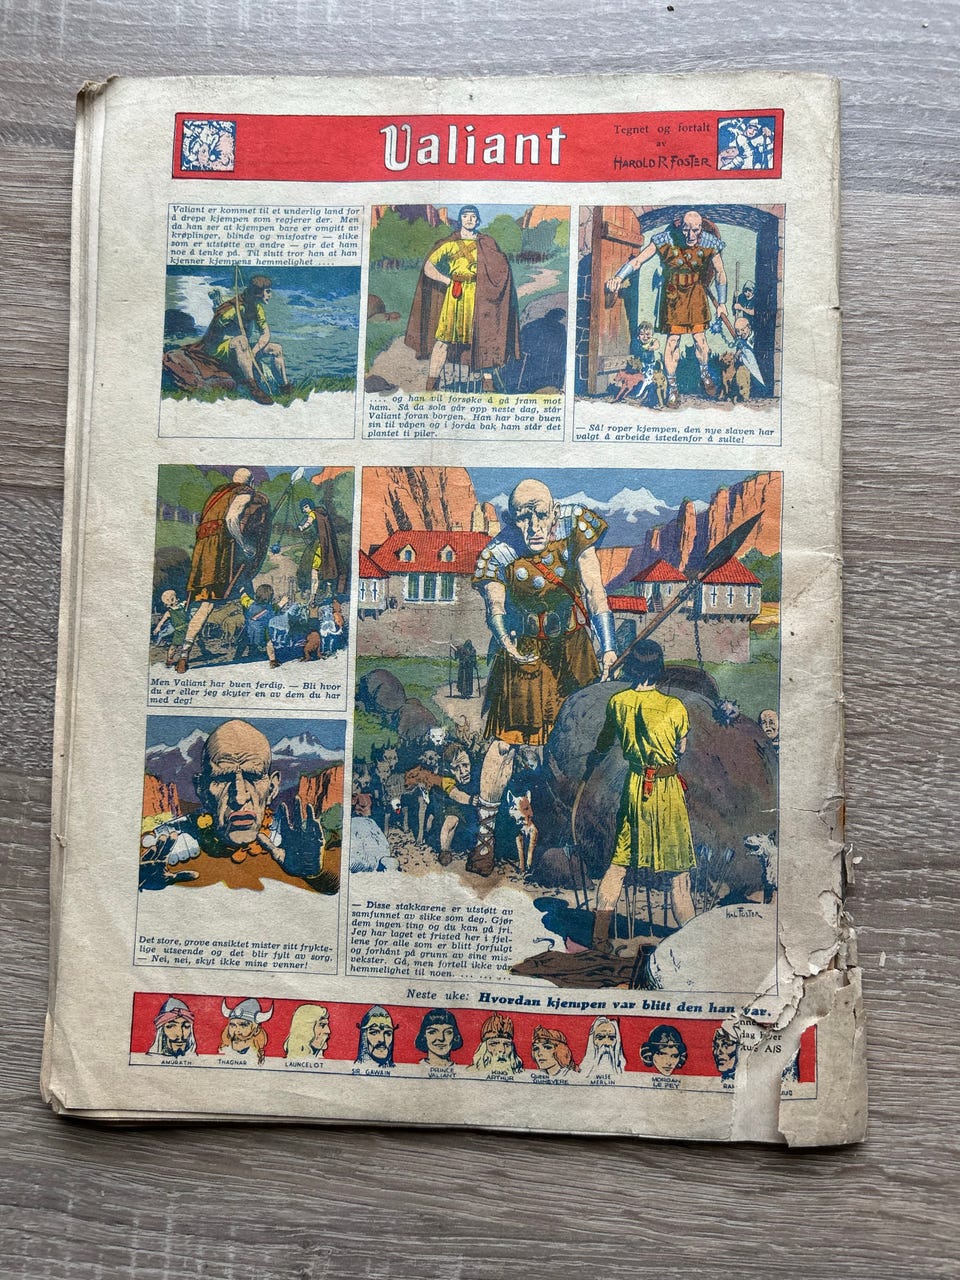 Valiant
Tegnet og fortalt
av
HAROLD R FOSTER
Valiant er kommet til et underlig land for
å drepe kjempen som regjerer der. Men
da han ser at kjempen bare er omgitt av
krøplinger, blinde og misfostre — slike
som er utstøtte av andre — gir det ham
noe å tenke på. Til slutt tror han at han
kjenner kjempens hemmelighet ....
.... og han vil forsøke å gå fram mot
ham. Så da sola går opp neste dag, står
Valiant foran borgen. Han har bare buen
sin til våpen og i jorda bak ham står det
plantet ti piler.
— Så! roper kjempen, den nye slaven har
valgt å arbeide istedenfor å sulte!
Men Valiant har buen ferdig. — Bli hvor
du er eller jeg skyter en av dem du har
med deg!
Det store, grove ansiktet mister sitt frykte-
lige utseende og det blir fylt av sorg.
— Nei, nei, skyt ikke mine venner!
— Disse stakkarene er utstøtt av
samfunnet av slike som deg. Gjør
dem ingen ting og du kan gå fri.
Jeg har laget et fristed her i fjel-
lene for alle som er blitt forfulgt
og forhånt på grunn av sine mis-
vekster. Gå, men fortell ikke vår
hemmelighet til noen. ... ... ...
HAL FOSTER
Neste uke: Hvordan kjempen var blitt den han var.
AMURATH
THAGNAR
LAUNCELOT
SIR GAWAIN
PRINCE
VALIANT
KING
ARTHUR
QUEEN
GUINEVERE
WISE
MERLIN
MORGAN
LE FEY
dag
A/S